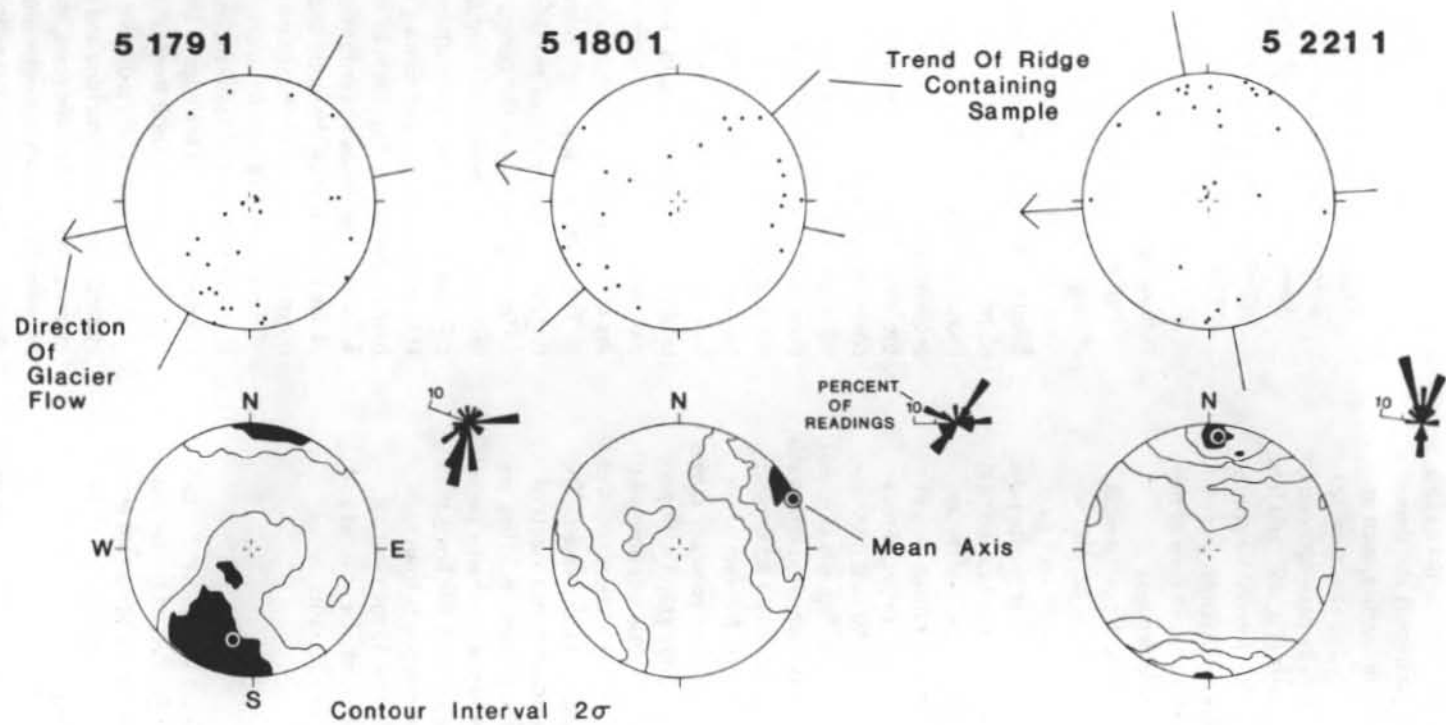 5 179 1
5 180 1
5 221 1
Trend Of Ridge
Containing
Sample
Direction
Of
Glacier
Flow
N
10
W
E
S
PERCENT
OF
READINGS
10
N
Mean Axis
10
N
Contour Interval 2σ